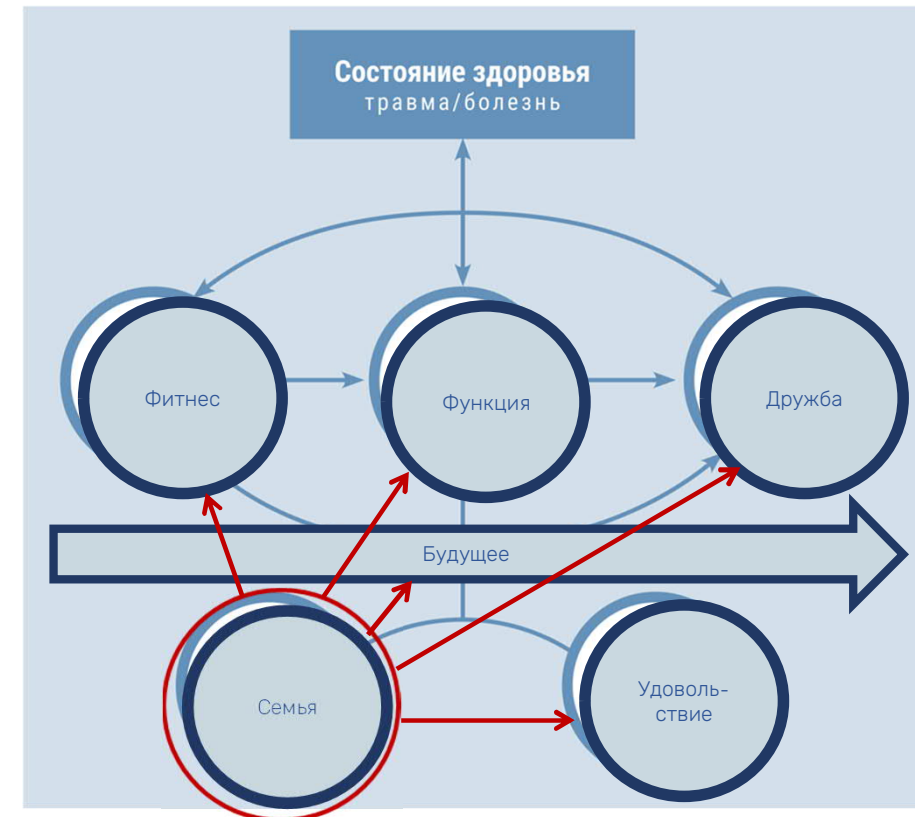 Состояние здоровья
травма/болезнь
Фитнес
Функция
Дружба
Будущее
Семья
Удоволь-
ствие